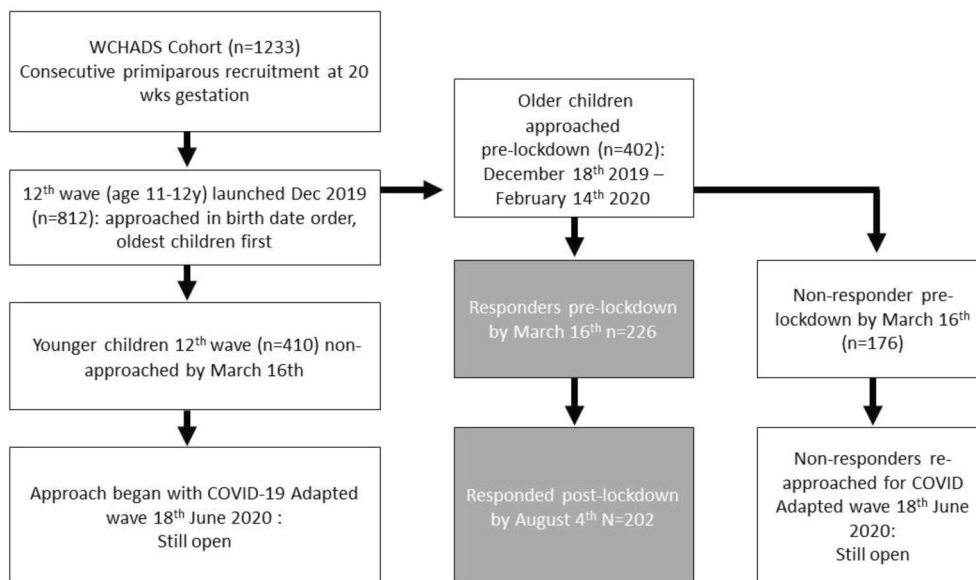 WCHADS Cohort (n=1233)
Consecutive primiparous recruitment at 20
wks gestation
12th wave (age 11-12y) launched Dec 2019
(n=812): approached in birth date order,
oldest children first
Younger children 12th wave (n=410) non-
approached by March 16th
Approach began with COVID-19 Adapted
wave 18th June 2020 :
Still open
Older children
approached
pre-lockdown (n=402):
December 18th 2019 –
February 14th 2020
Responders pre-lockdown
by March 16th n=226
Responded post-lockdown
by August 4th N=202
Non-responder pre-
lockdown by March 16th
(n=176)
Non-responders re-
approached for COVID
Adapted wave 18th June
2020:
Still open